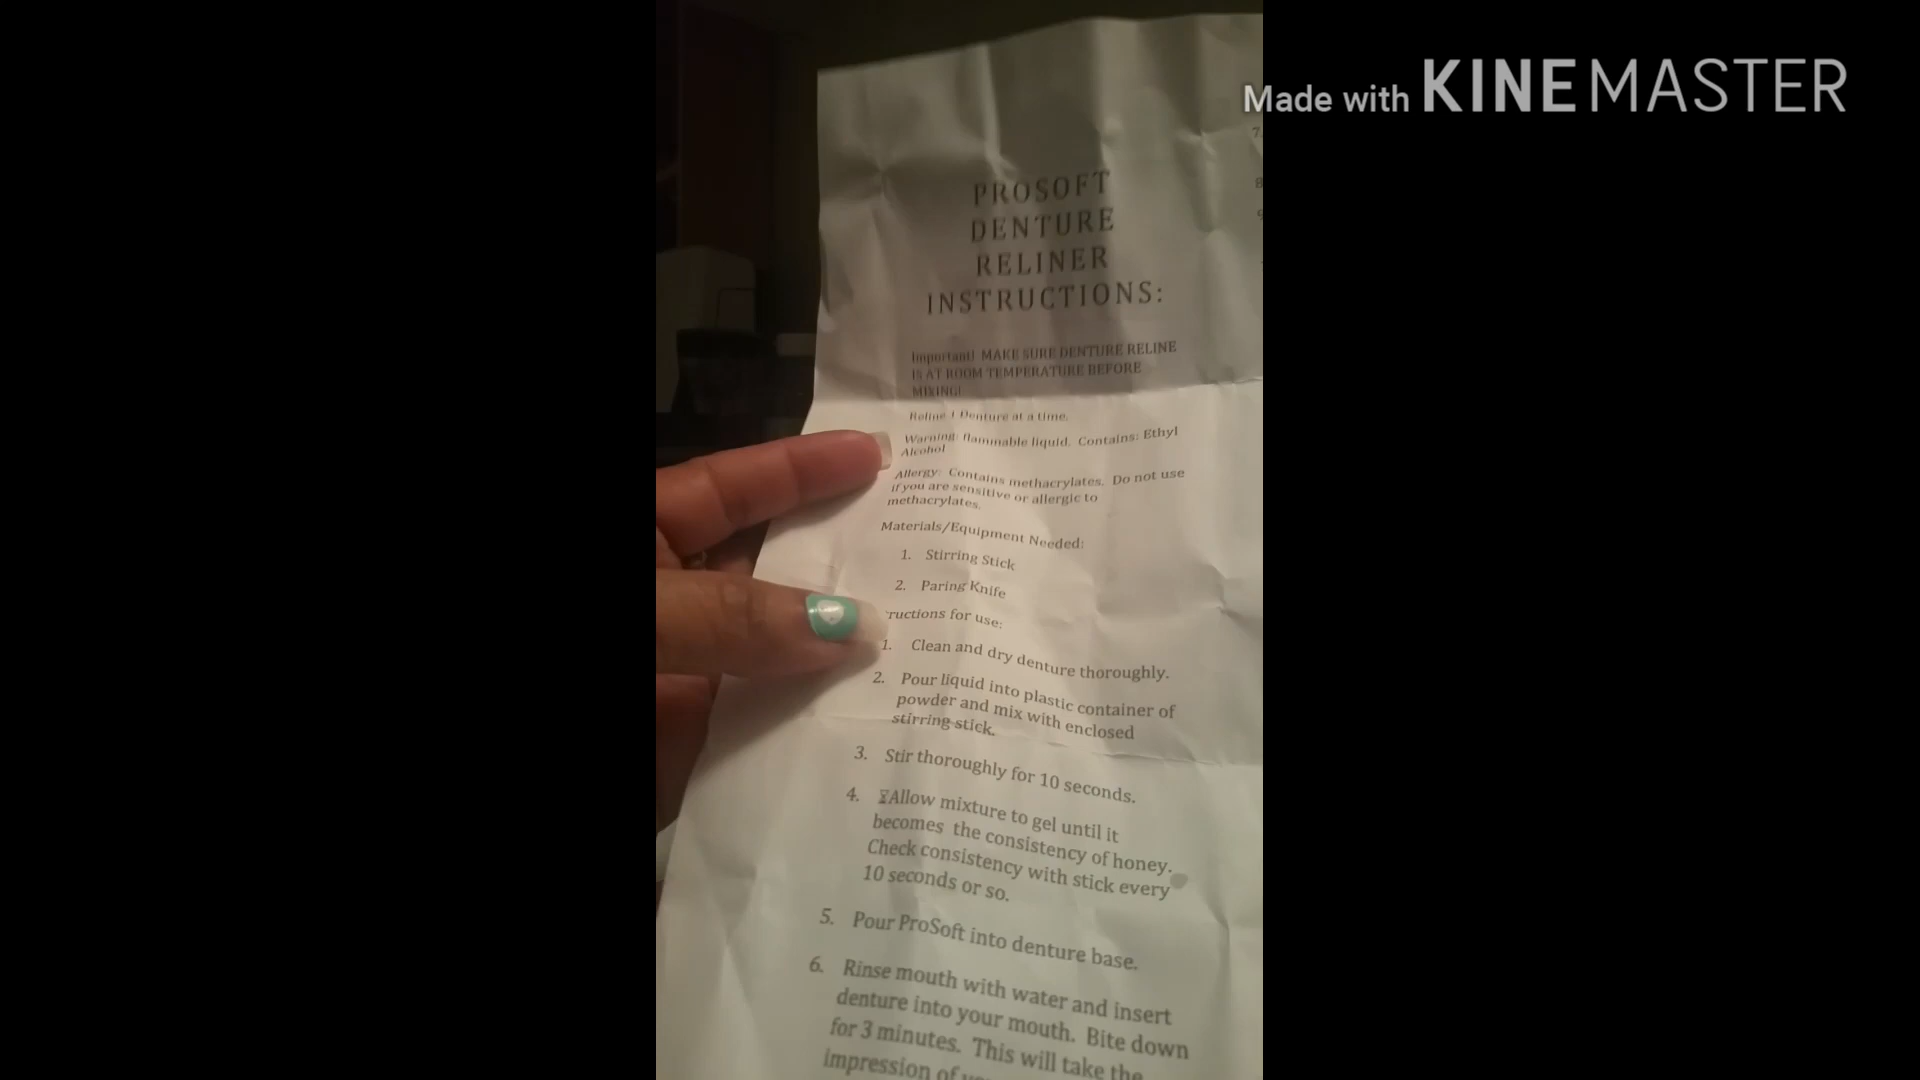 Made with KINEMASTER
PROSOFT
DENTURE
RELINER
INSTRUCTIONS:
Important! MAKE SURE DENTURE RELINE
IS AT ROOM TEMPERATURE BEFORE
MIXING!
Reline 1 Denture at a time.
Warning: flammable liquid. Contains: Ethyl
Alcohol
Allergy: Contains methacrylates. Do not use
if you are sensitive or allergic to
methacrylates.
Materials/Equipment Needed:
1. Stirring Stick
2. Paring Knife
ructions for use:
1. Clean and dry denture thoroughly.
2. Pour liquid into plastic container of
powder and mix with enclosed
stirring stick.
3. Stir thoroughly for 10 seconds.
4. ⌛Allow mixture to gel until it
becomes the consistency of honey.
Check consistency with stick every
10 seconds or so.
5. Pour ProSoft into denture base.
6. Rinse mouth with water and insert
denture into your mouth. Bite down
for 3 minutes. This will take the
impression of
7.
8
9